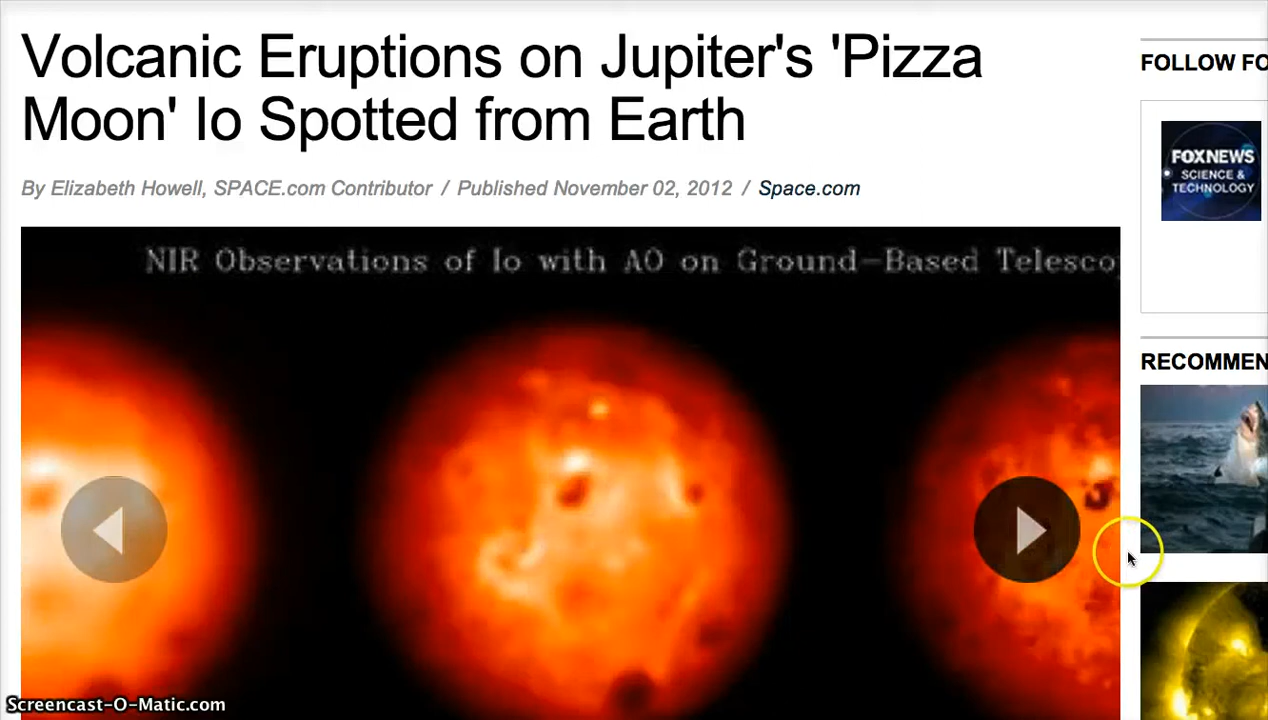 Volcanic Eruptions on Jupiter's 'Pizza
Moon' Io Spotted from Earth
By Elizabeth Howell, SPACE.com Contributor / Published November 02, 2012 / Space.com
NIR Observations of Io with AO on Ground-Based Telesco
FOLLOW FO
FOXNEWS
SCIENCE &
TECHNOLOGY
RECOMMEN
Screencast-O-Matic.com